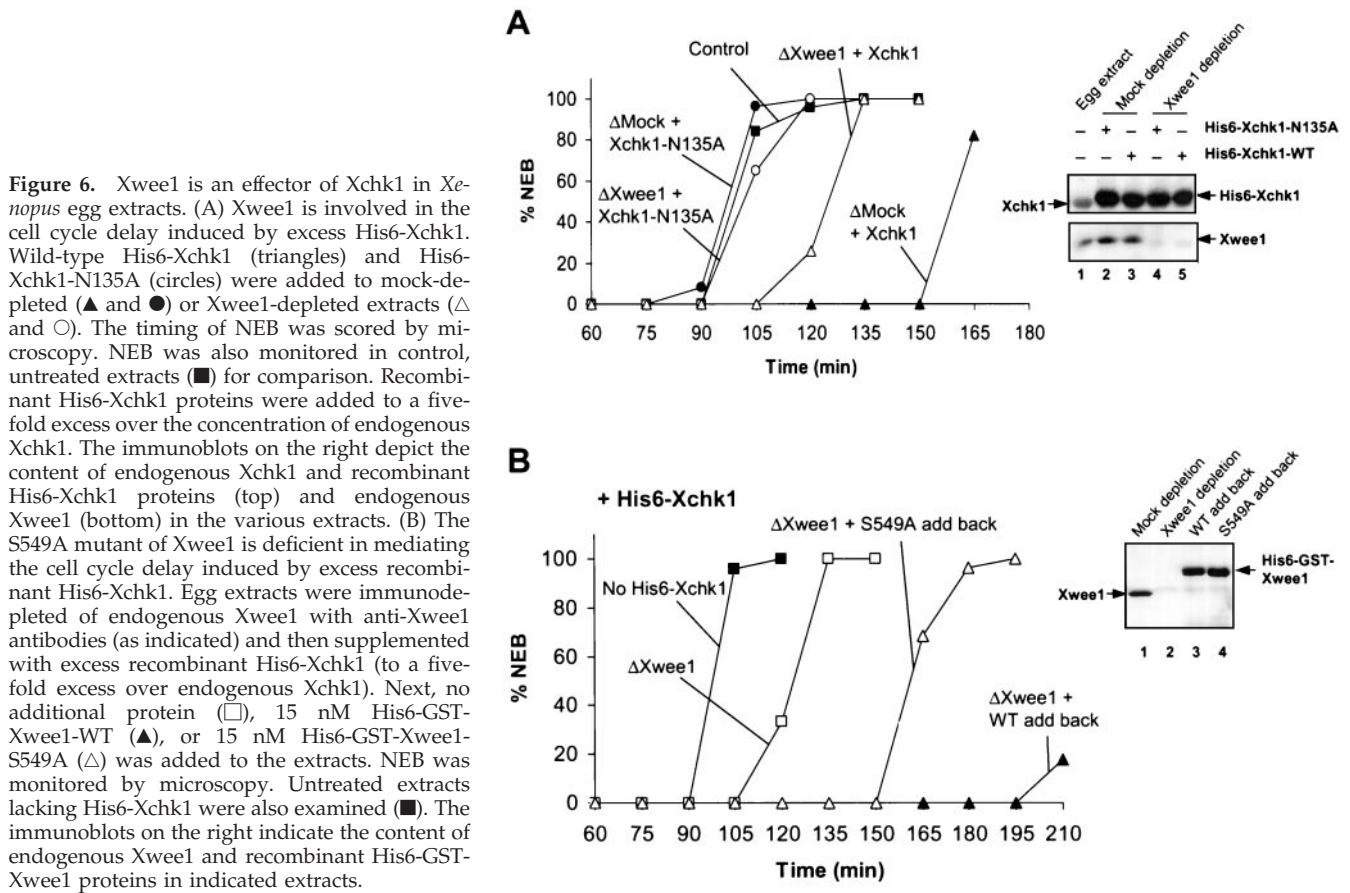 Figure 6. Xwee1 is an effector of Xchk1 in Xe-
nopus egg extracts. (A) Xwee1 is involved in the
cell cycle delay induced by excess His6-Xchk1.
Wild-type His6-Xchk1 (triangles) and His6-
Xchk1-N135A (circles) were added to mock-de-
pleted (▲ and ●) or Xwee1-depleted extracts (△
and ○). The timing of NEB was scored by mi-
croscopy. NEB was also monitored in control,
untreated extracts (■) for comparison. Recombi-
nant His6-Xchk1 proteins were added to a five-
fold excess over the concentration of endogenous
Xchk1. The immunoblots on the right depict the
content of endogenous Xchk1 and recombinant
His6-Xchk1 proteins (top) and endogenous
Xwee1 (bottom) in the various extracts. (B) The
S549A mutant of Xwee1 is deficient in mediating
the cell cycle delay induced by excess recombi-
nant His6-Xchk1. Egg extracts were immunode-
pleted of endogenous Xwee1 with anti-Xwee1
antibodies (as indicated) and then supplemented
with excess recombinant His6-Xchk1 (to a five-
fold excess over endogenous Xchk1). Next, no
additional protein (□), 15 nM His6-GST-
Xwee1-WT (▲), or 15 nM His6-GST-Xwee1-
S549A (△) was added to the extracts. NEB was
monitored by microscopy. Untreated extracts
lacking His6-Xchk1 were also examined (■). The
immunoblots on the right indicate the content of
endogenous Xwee1 and recombinant His6-GST-
Xwee1 proteins in indicated extracts.
A
Control
ΔXwee1 + Xchk1
ΔMock +
Xchk1-N135A
ΔXwee1 +
Xchk1-N135A
ΔMock
+ Xchk1
% NEB
100
80
60
40
20
0
60 75 90 105 120 135 150 165 180
Time (min)
Egg extract
Mock depletion
Xwee1 depletion
– + – + – His6-Xchk1-N135A
– – + – + His6-Xchk1-WT
Xchk1
His6-Xchk1
Xwee1
1 2 3 4 5
B
+ His6-Xchk1
ΔXwee1 + S549A add back
No His6-Xchk1
ΔXwee1
ΔXwee1 +
WT add back
% NEB
100
80
60
40
20
0
60 75 90 105 120 135 150 165 180 195 210
Time (min)
Mock depletion
Xwee1 depletion
WT add back
S549A add back
Xwee1
His6-GST-
Xwee1
1 2 3 4